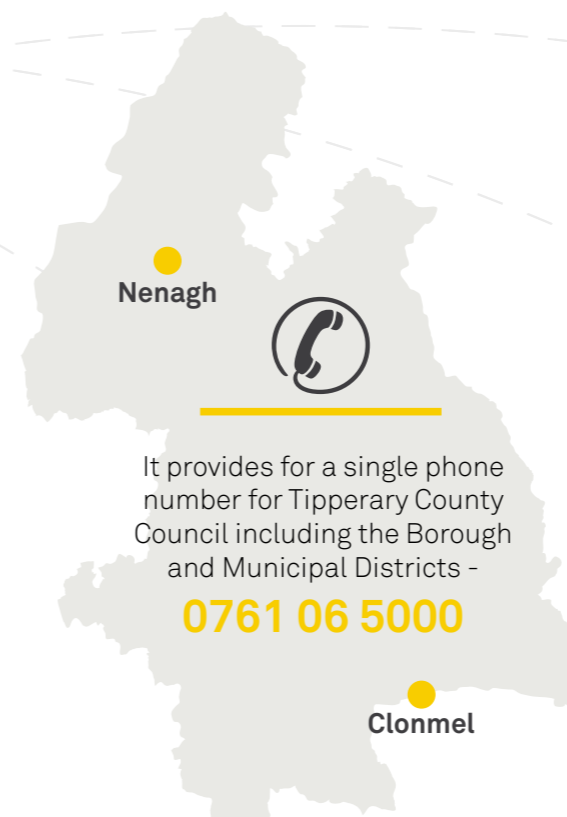 Nenagh
It provides for a single phone
number for Tipperary County
Council including the Borough
and Municipal Districts -
0761 06 5000
Clonmel